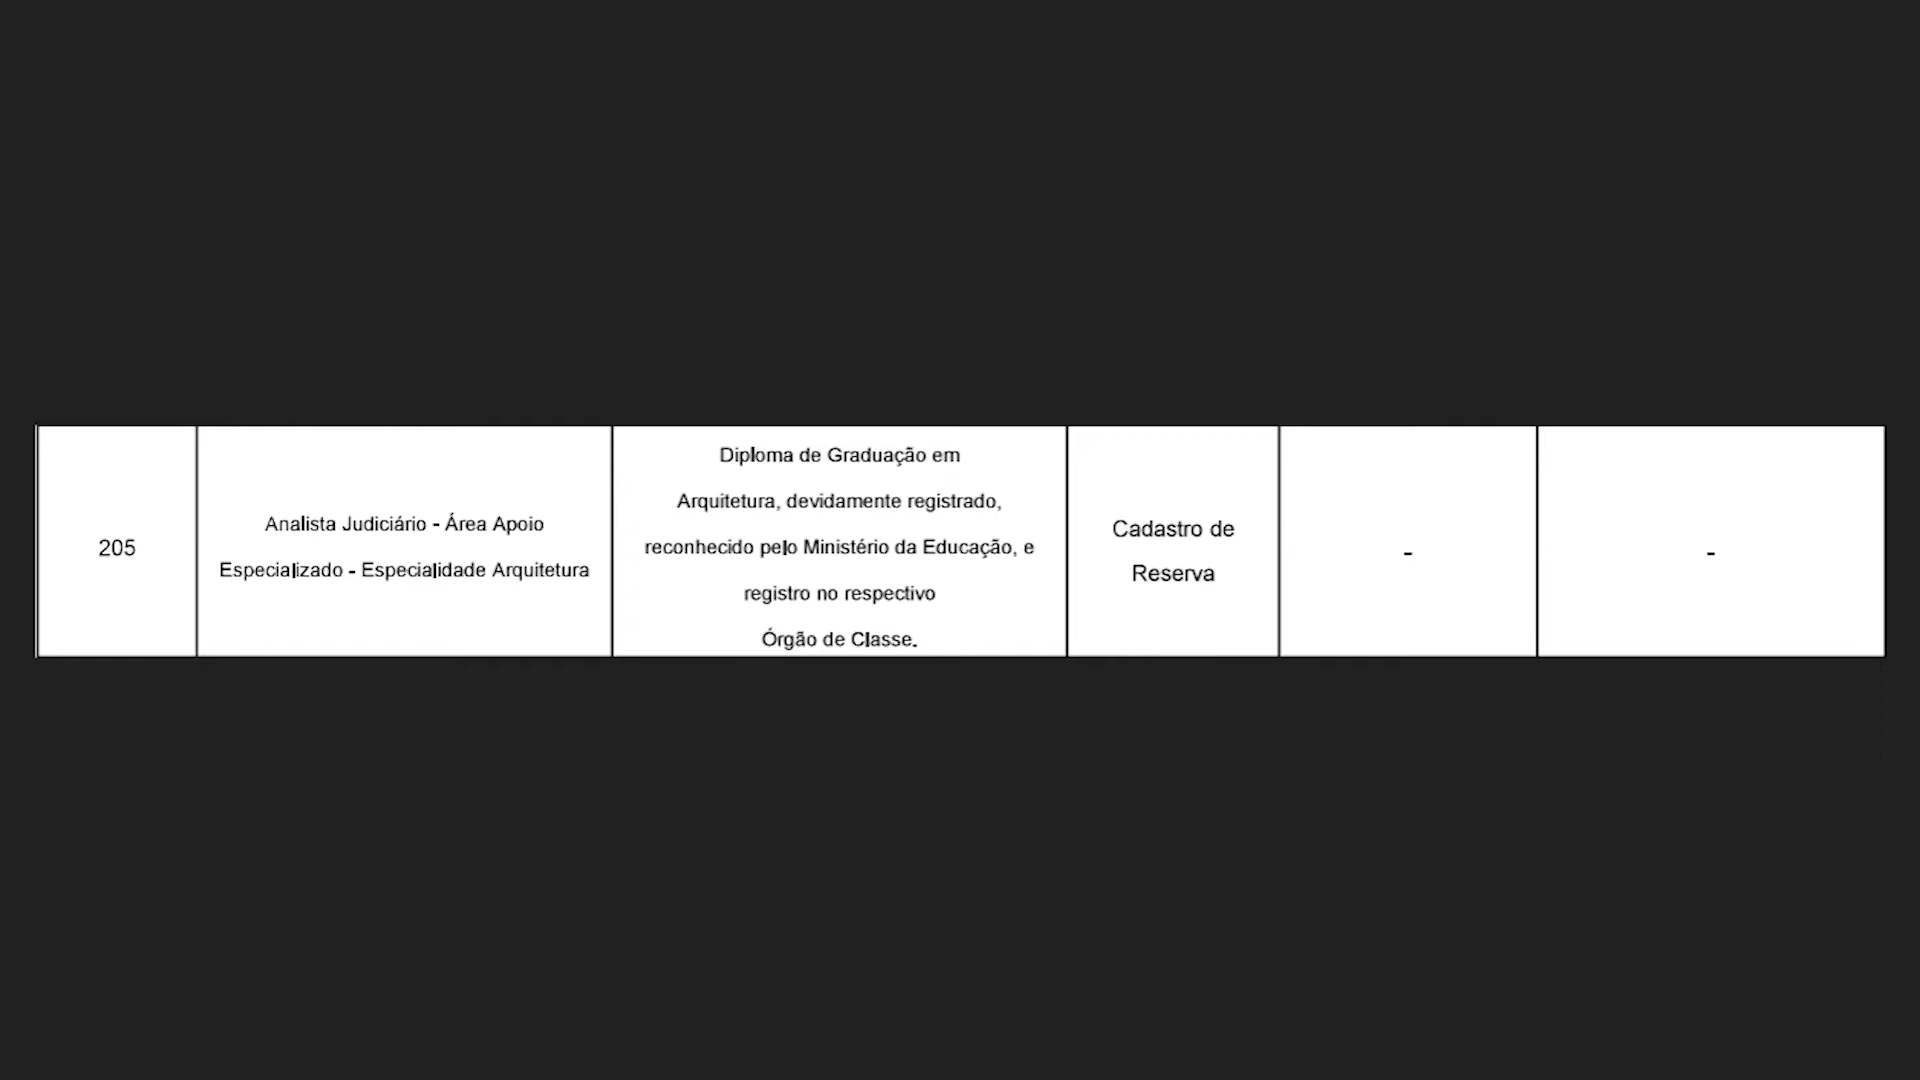 205
Analista Judiciário - Área Apoio
Especializado - Especialidade Arquitetura
Diploma de Graduação em
Arquitetura, devidamente registrado,
reconhecido pelo Ministério da Educação, e
registro no respectivo
Órgão de Classe.
Cadastro de
Reserva
-
-